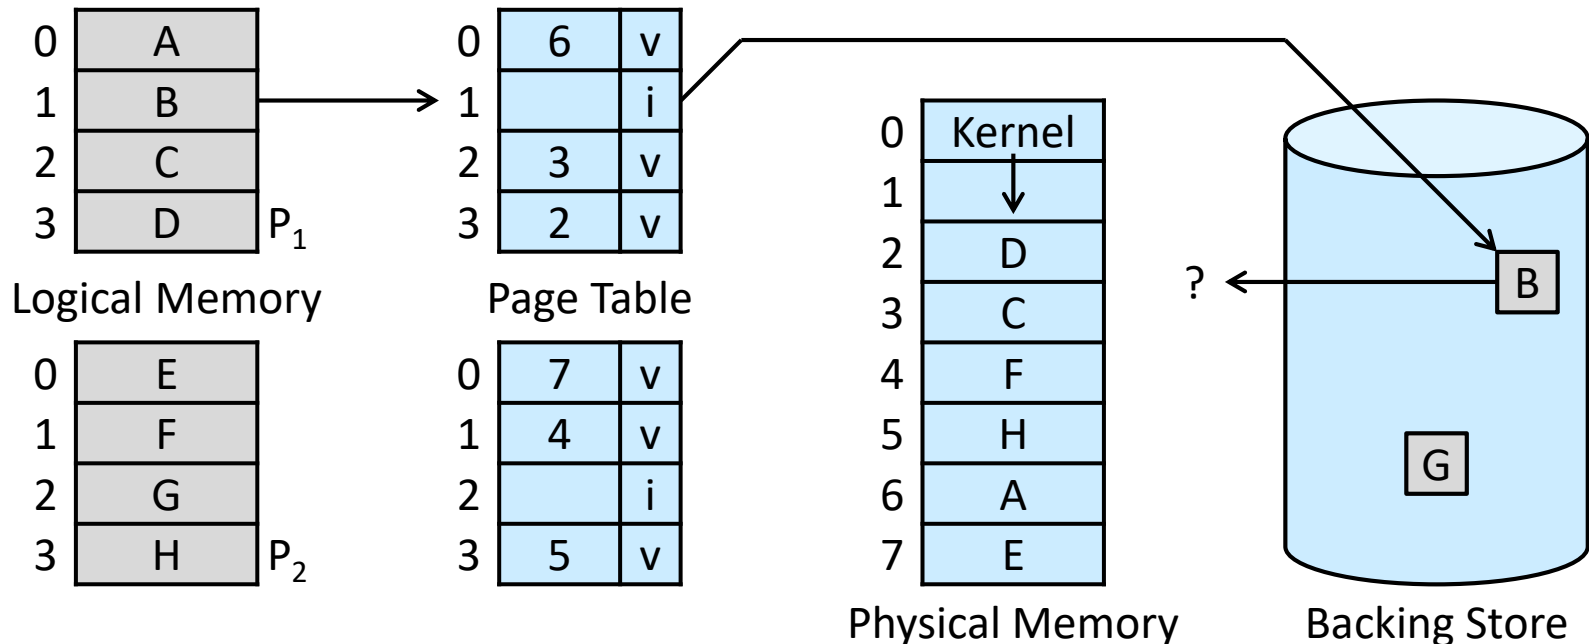 0 A
1 B
2 C
3 D P₁
Logical Memory
0 6 v
1 i
2 3 v
3 2 v
Page Table
0 E
1 F
2 G
3 H P₂
0 7 v
1 4 v
2 i
3 5 v
0 Kernel
1
2 D
3 C
4 F
5 H
6 A
7 E
Physical Memory
? B
G
Backing Store